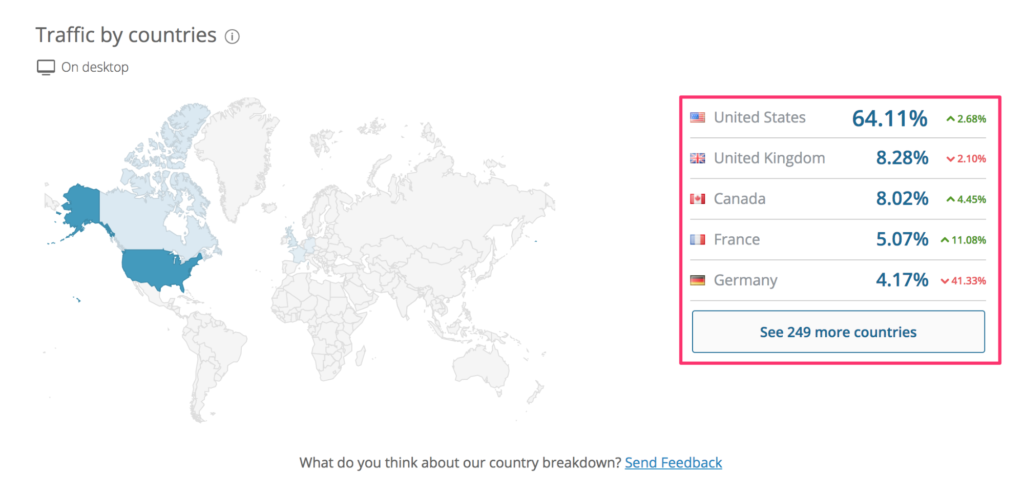 Traffic by countries
On desktop
United States 64.11% 2.68%
United Kingdom 8.28% 2.10%
Canada 8.02% 4.45%
France 5.07% 11.08%
Germany 4.17% 41.33%
See 249 more countries
What do you think about our country breakdown? Send Feedback